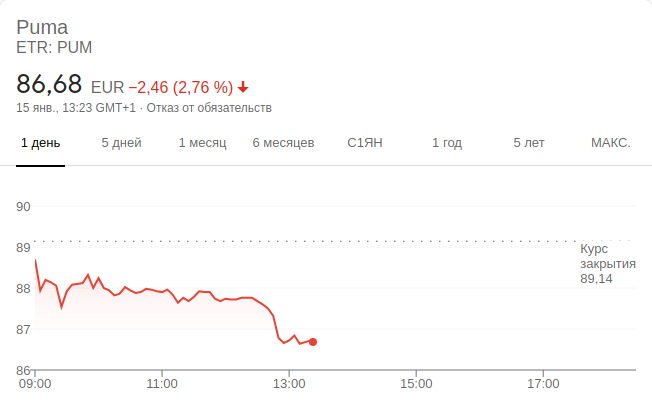 Puma
ETR: PUM
86,68 EUR −2,46 (2,76 %)
15 янв., 13:23 GMT+1 · Отказ от обязательств
1 день 5 дней 1 месяц 6 месяцев С1ЯН 1 год 5 лет МАКС.
90
89
88
87
86
Курс
закрытия
89,14
09:00 11:00 13:00 15:00 17:00